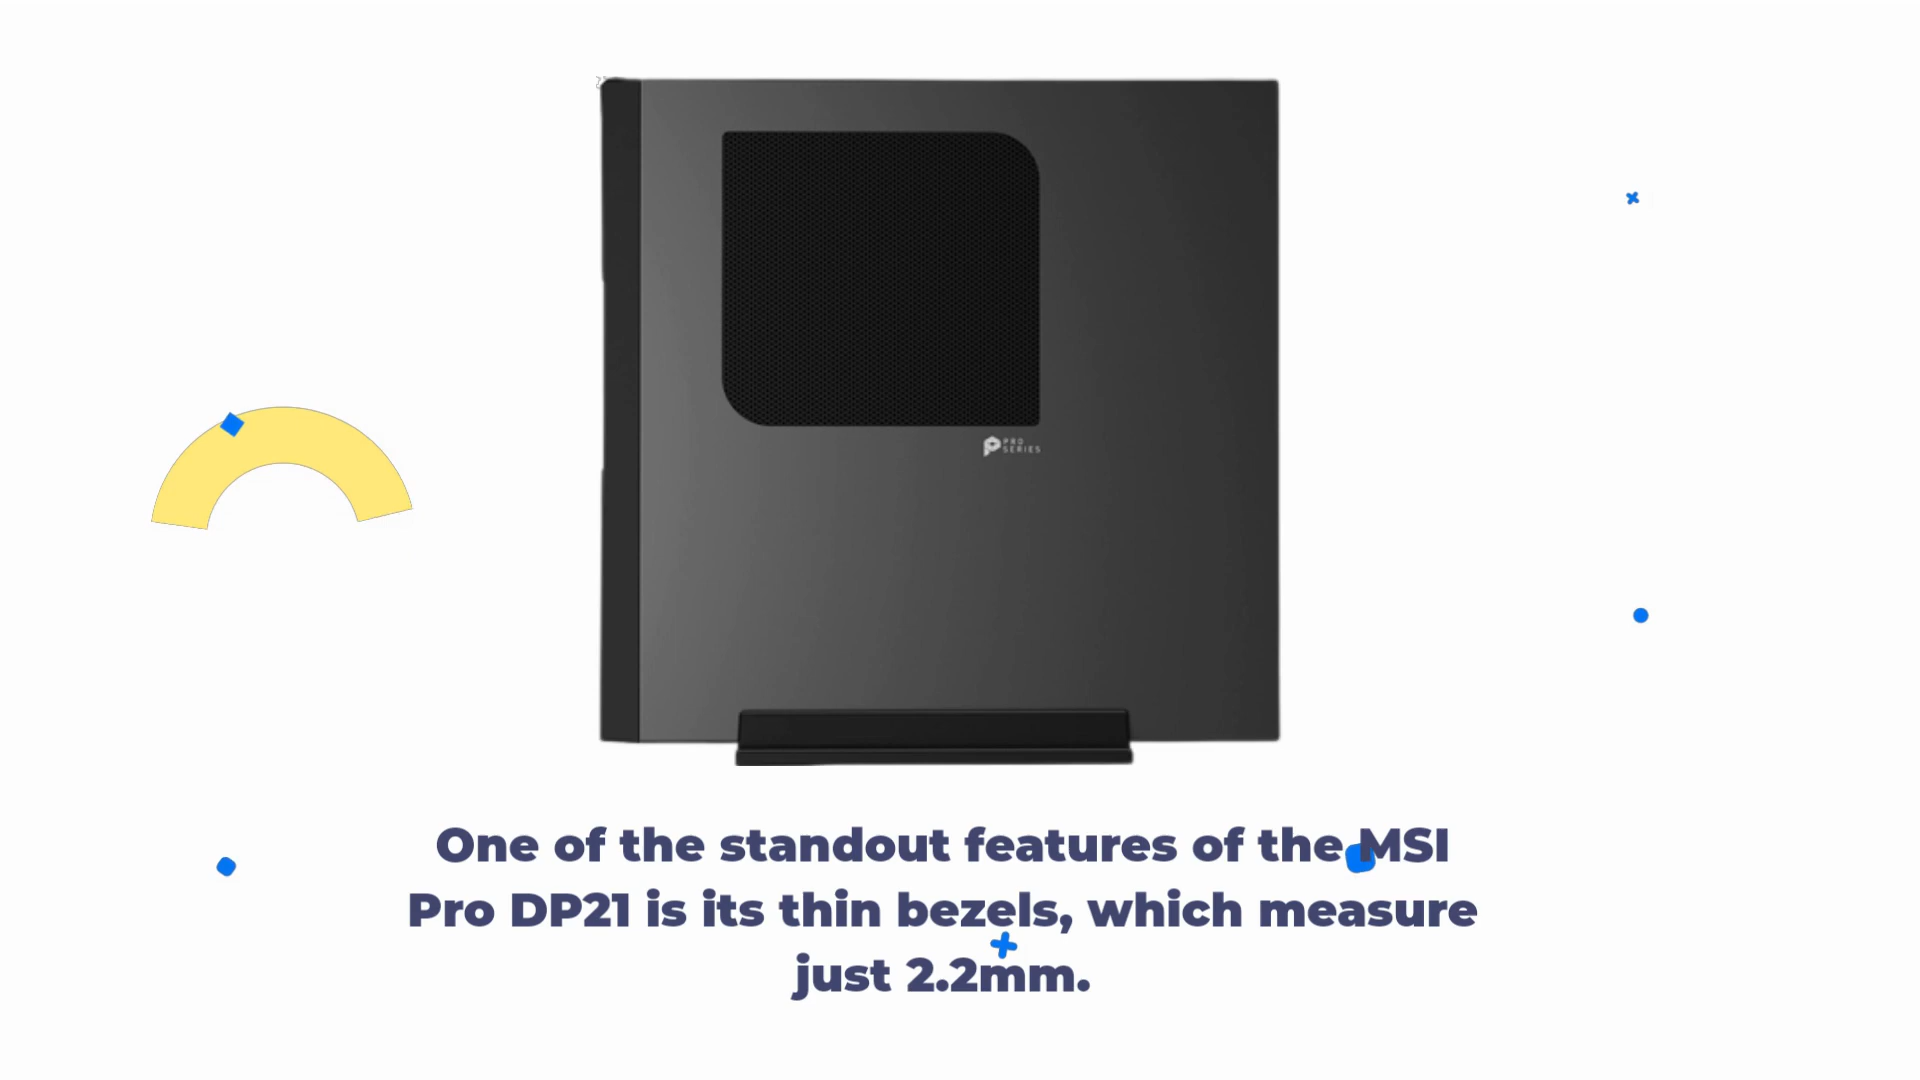 PRO
SERIES
One of the standout features of the MSI
Pro DP21 is its thin bezels, which measure
just 2.2mm.